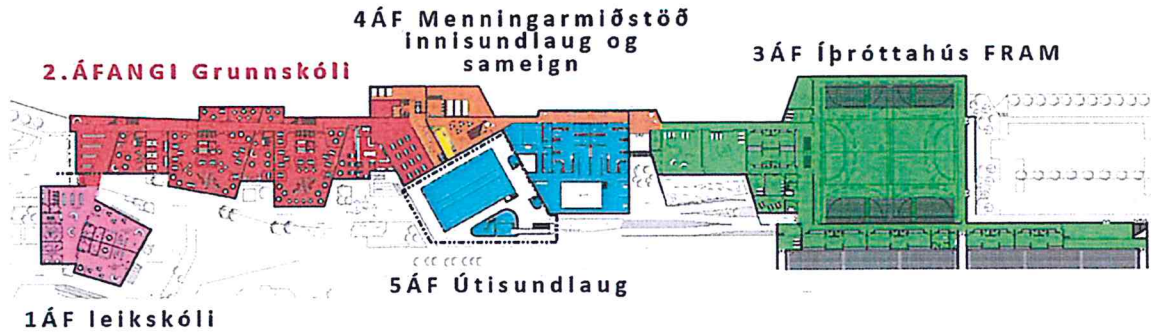 4ÁF Menningarmiðstöð
innisundlaug og
sameign
3ÁF Íþróttahús FRAM
2.ÁFANGI Grunnskóli
5ÁF Útisundlaug
1ÁF leikskóli